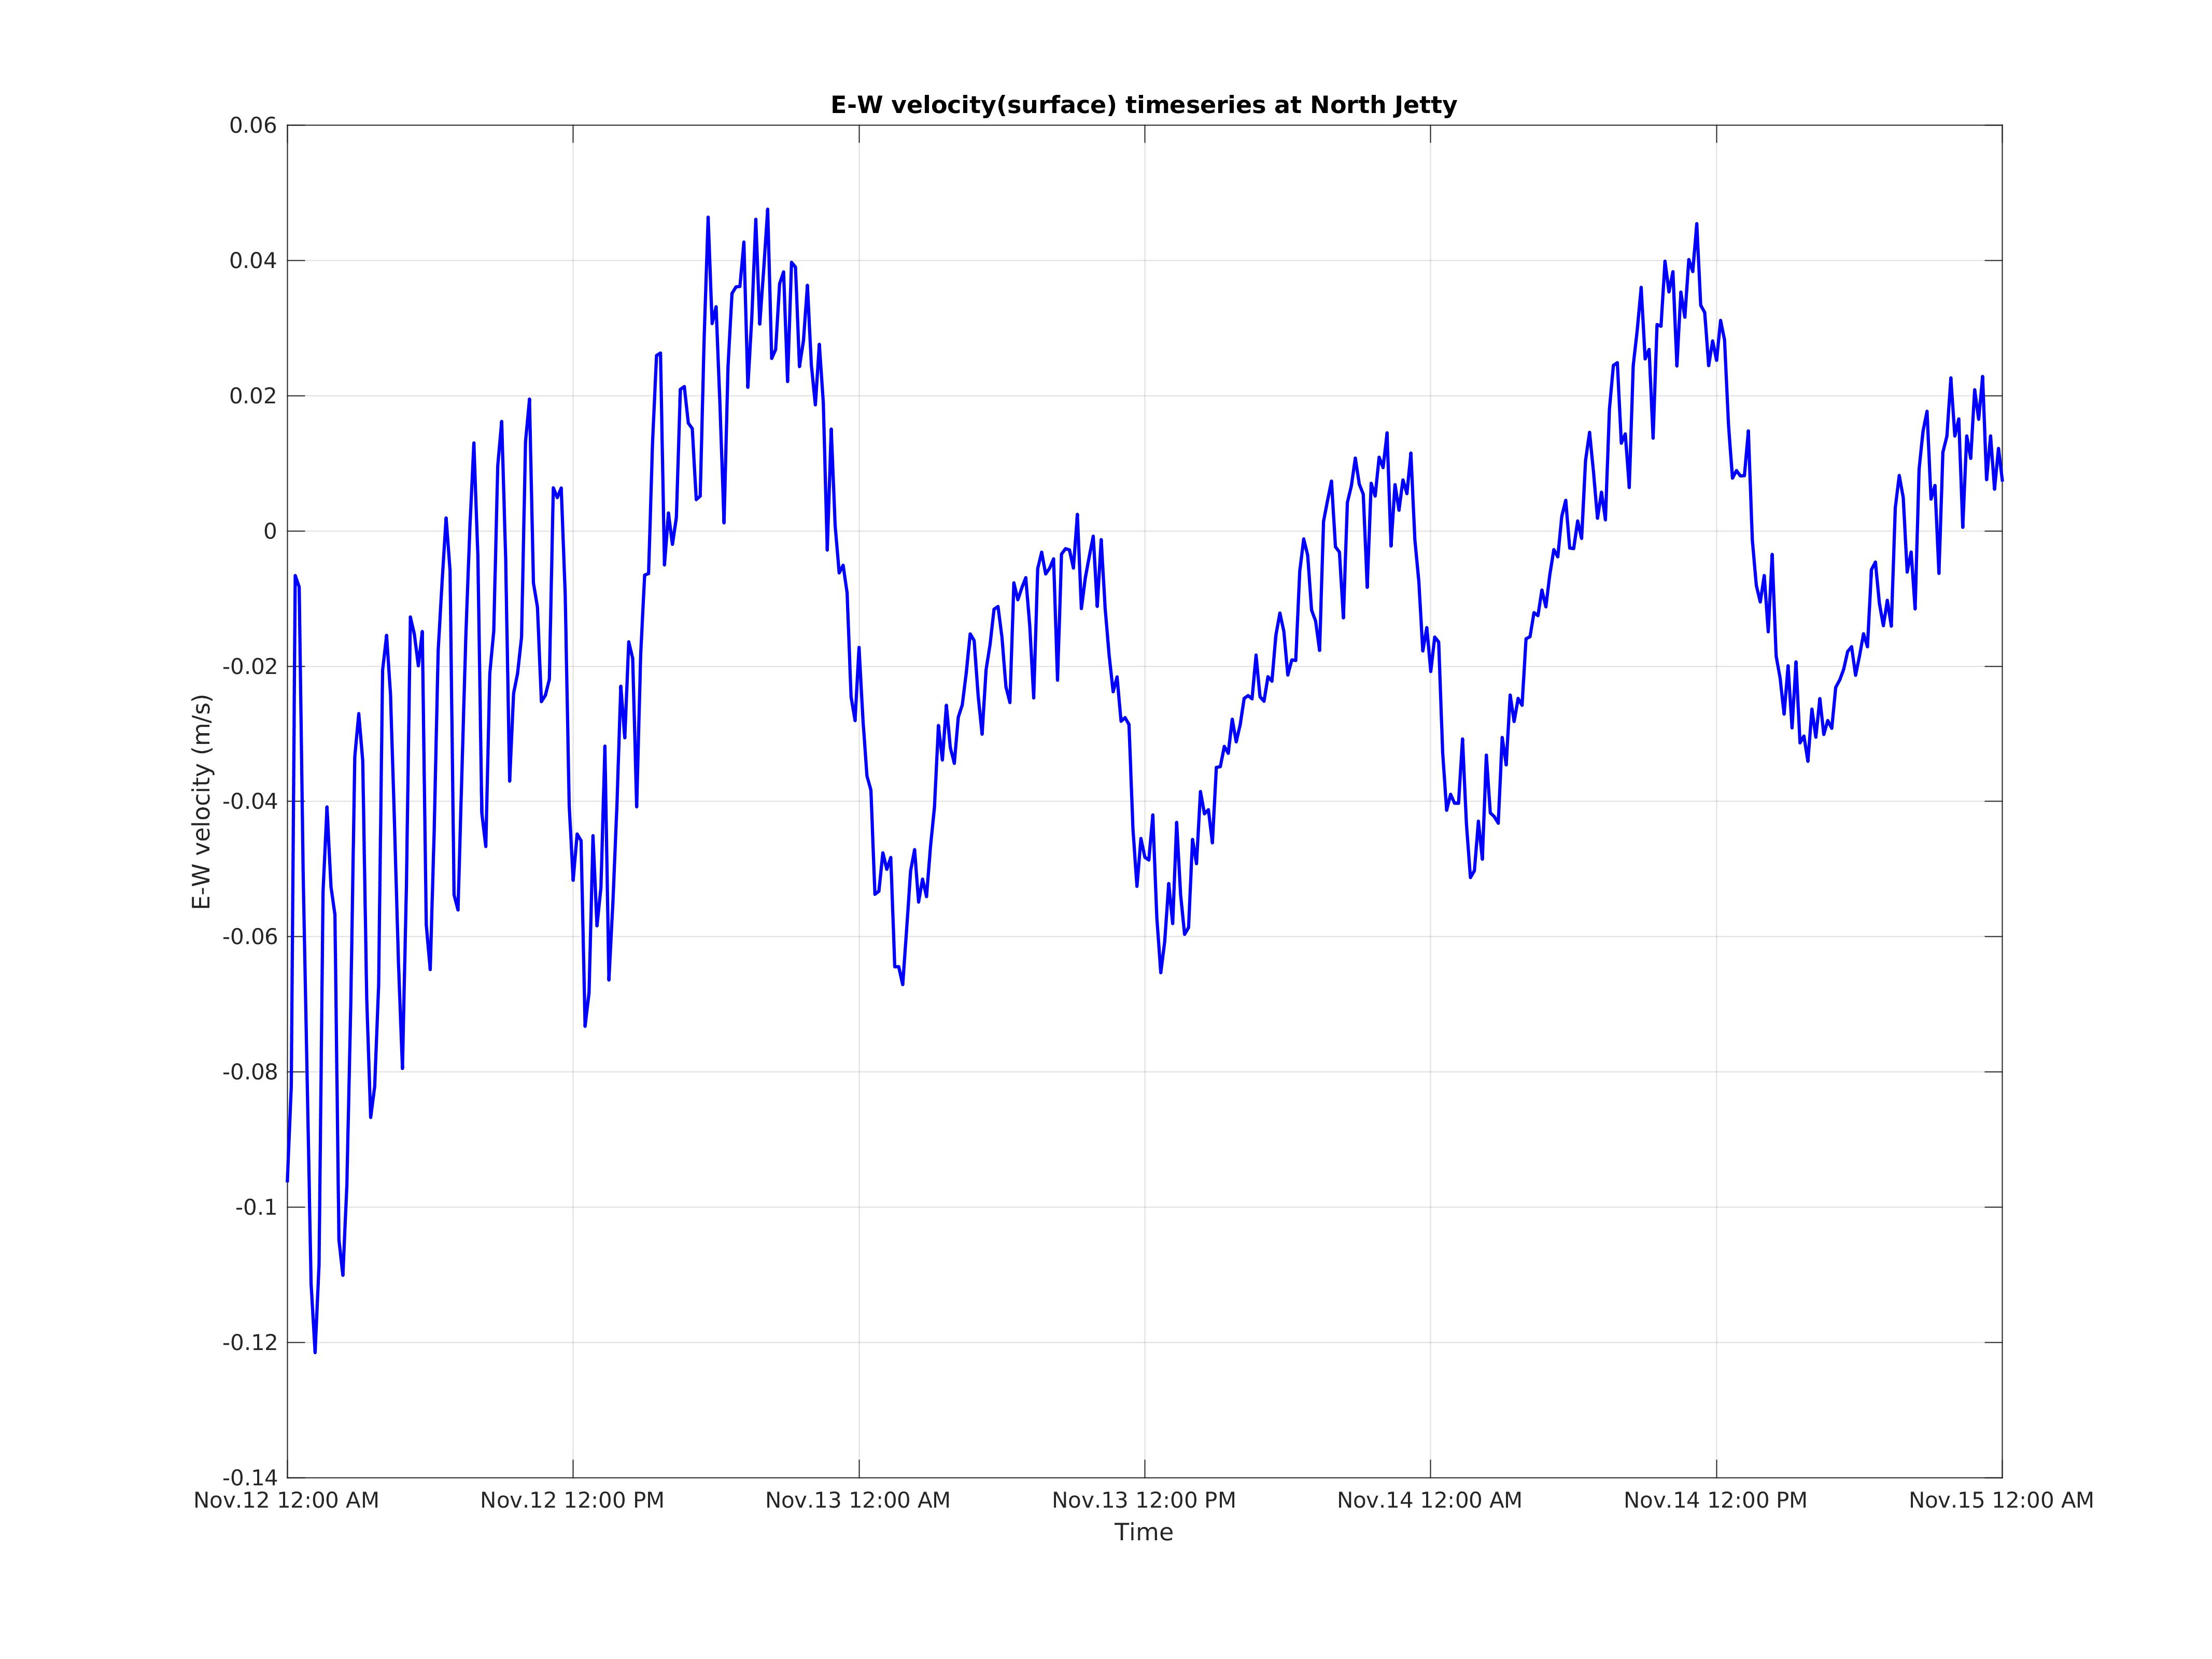 E-W velocity(surface) timeseries at North Jetty
0.06
0.04
0.02
0
-0.02
-0.04
-0.06
-0.08
-0.1
-0.12
-0.14
E-W velocity (m/s)
Nov.12 12:00 AM Nov.12 12:00 PM Nov.13 12:00 AM Nov.13 12:00 PM Nov.14 12:00 AM Nov.14 12:00 PM Nov.15 12:00 AM
Time